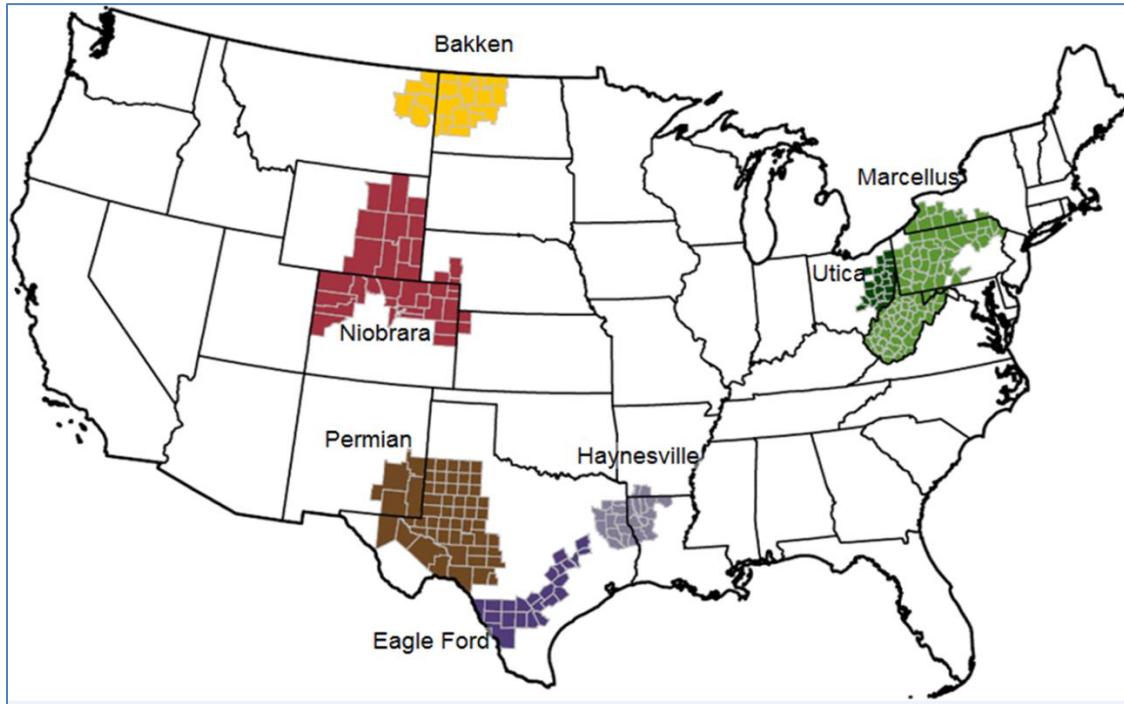 Bakken
Marcellus
Utica
Niobrara
Permian
Haynesville
Eagle Ford